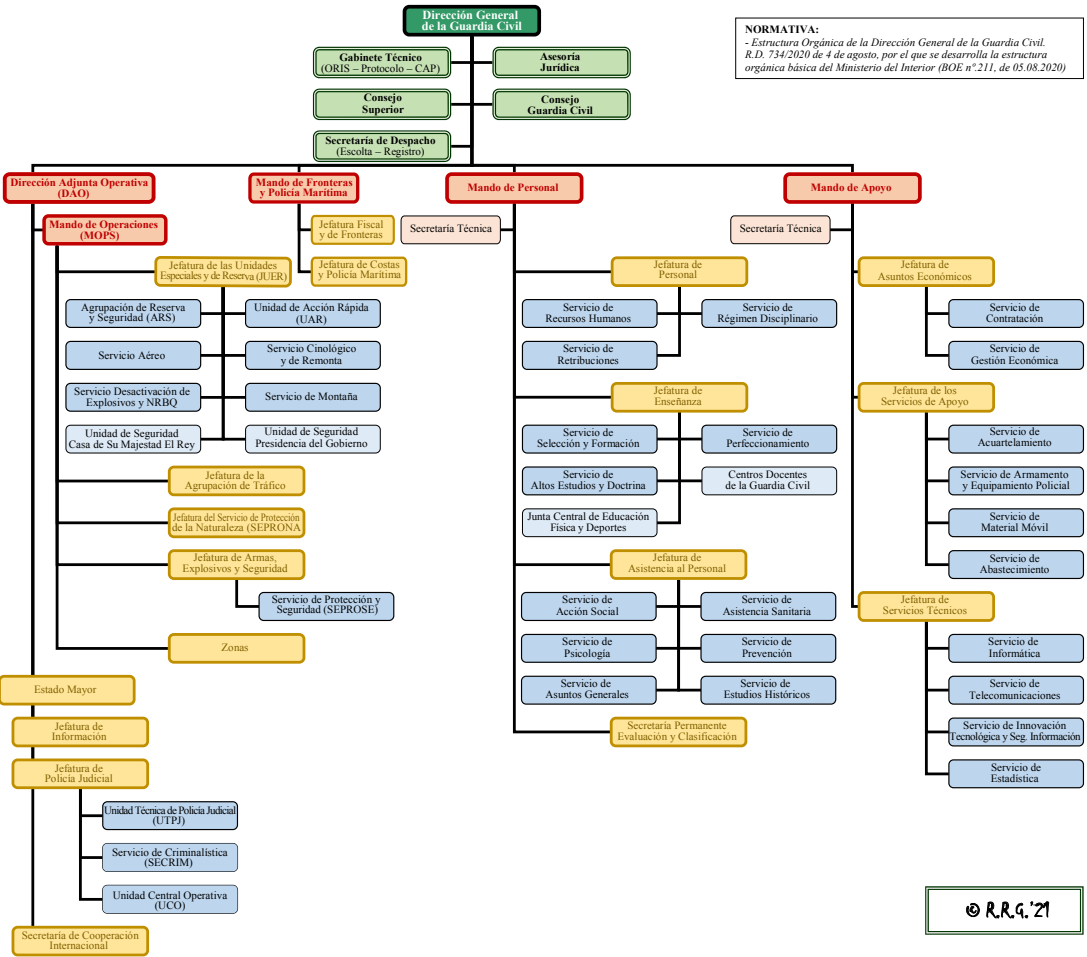 Dirección General
de la Guardia Civil
NORMATIVA:
- Estructura Orgánica de la Dirección General de la Guardia Civil.
R.D. 734/2020 de 4 de agosto, por el que se desarrolla la estructura
orgánica básica del Ministerio del Interior (BOE nº.211, de 05.08.2020)
Gabinete Técnico
(ORIS – Protocolo – CAP)
Asesoría
Jurídica
Consejo
Superior
Consejo
Guardia Civil
Secretaría de Despacho
(Escolta – Registro)
Dirección Adjunta Operativa
(DAO)
Mando de Operaciones
(MOPS)
Jefatura de las Unidades
Especiales y de Reserva (JUER)
Agrupación de Reserva
y Seguridad (ARS)
Unidad de Acción Rápida
(UAR)
Servicio Aéreo
Servicio Cinológico
y de Remonta
Servicio Desactivación de
Explosivos y NRBQ
Servicio de Montaña
Unidad de Seguridad
Casa de Su Majestad El Rey
Unidad de Seguridad
Presidencia del Gobierno
Jefatura de la
Agrupación de Tráfico
Jefatura del Servicio de Protección
de la Naturaleza (SEPRONA
Jefatura de Armas,
Explosivos y Seguridad
Servicio de Protección y
Seguridad (SEPROSE)
Zonas
Estado Mayor
Jefatura de
Información
Jefatura de
Policía Judicial
Unidad Técnica de Policía Judicial
(UTPJ)
Servicio de Criminalística
(SECRIM)
Unidad Central Operativa
(UCO)
Secretaría de Cooperación
Internacional
Mando de Fronteras
y Policía Marítima
Jefatura Fiscal
y de Fronteras
Jefatura de Costas
y Policía Marítima
Mando de Personal
Secretaría Técnica
Jefatura de
Personal
Servicio de
Recursos Humanos
Servicio de
Régimen Disciplinario
Servicio de
Retribuciones
Jefatura de
Enseñanza
Servicio de
Selección y Formación
Servicio de
Perfeccionamiento
Servicio de
Altos Estudios y Doctrina
Centros Docentes
de la Guardia Civil
Junta Central de Educación
Física y Deportes
Jefatura de
Asistencia al Personal
Servicio de
Acción Social
Servicio de
Asistencia Sanitaria
Servicio de
Psicología
Servicio de
Prevención
Servicio de
Asuntos Generales
Servicio de
Estudios Históricos
Secretaría Permanente
Evaluación y Clasificación
Mando de Apoyo
Secretaría Técnica
Jefatura de
Asuntos Económicos
Servicio de
Contratación
Servicio de
Gestión Económica
Jefatura de los
Servicios de Apoyo
Servicio de
Acuartelamiento
Servicio de Armamento
y Equipamiento Policial
Servicio de
Material Móvil
Servicio de
Abastecimiento
Jefatura de
Servicios Técnicos
Servicio de
Informática
Servicio de
Telecomunicaciones
Servicio de Innovación
Tecnológica y Seg. Información
Servicio de
Estadística
© R.R.G.'21